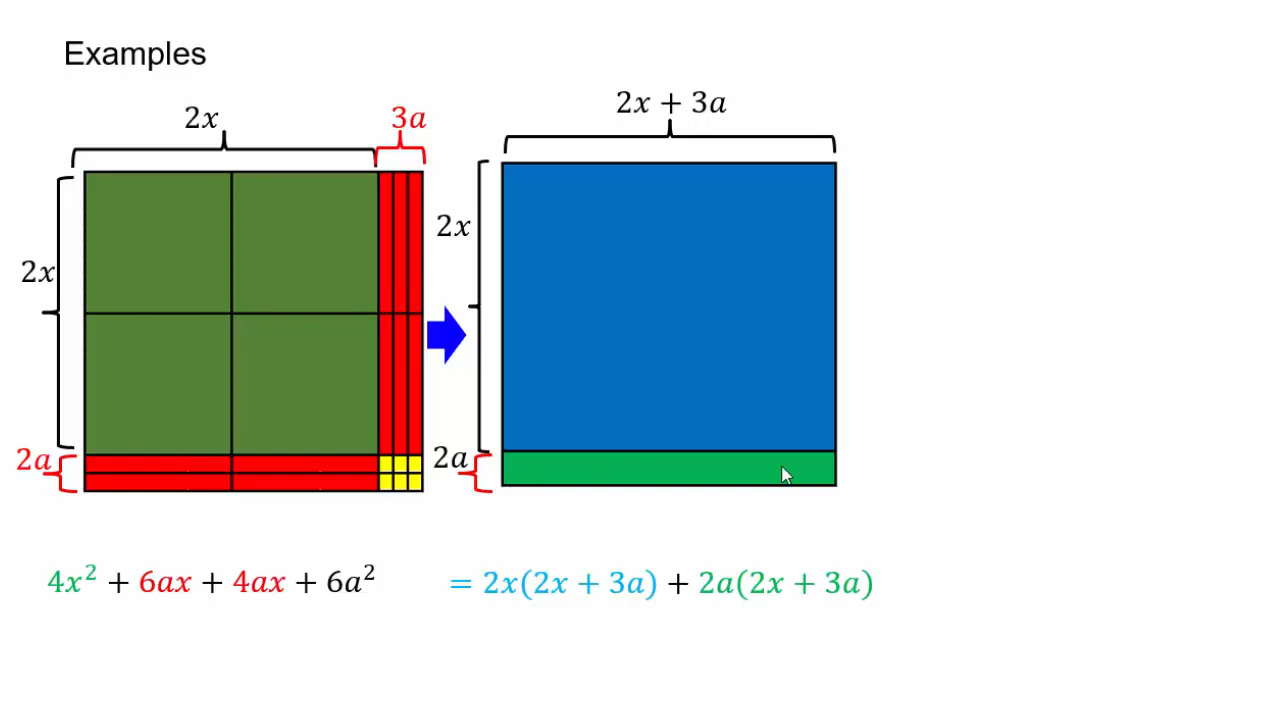 Examples
2x
3a
2x
2a
2x + 3a
2x
2a
4x² + 6ax + 4ax + 6a² = 2x(2x + 3a) + 2a(2x + 3a)